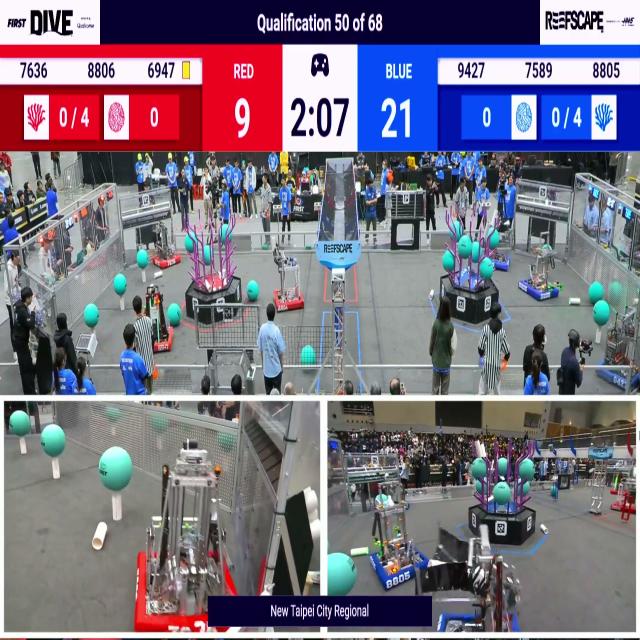 FIRST DIVE
Qualification 50 of 68
REEFSCAPE
7636 8806 6947
RED
BLUE
9427 7589 8805
0 / 4
0
9
2:07
21
0
0 / 4
REEFSCAPE
8805
New Taipei City Regional